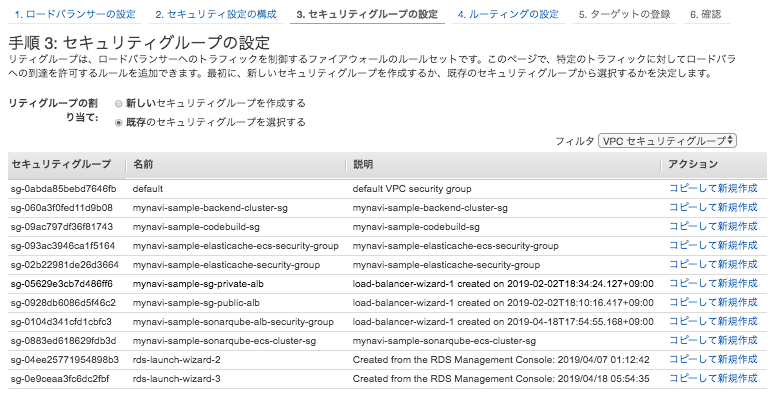 1. ロードバランサーの設定 2. セキュリティ設定の構成 3. セキュリティグループの設定 4. ルーティングの設定 5. ターゲットの登録 6. 確認
手順 3: セキュリティグループの設定
リティグループは、ロードバランサーへのトラフィックを制御するファイアウォールのルールセットです。このページで、特定のトラフィックに対してロードバラ
への到達を許可するルールを追加できます。最初に、新しいセキュリティグループを作成するか、既存のセキュリティグループから選択するかを決定します。
リティグループの割り当て: 新しいセキュリティグループを作成する
既存のセキュリティグループを選択する
フィルタ VPC セキュリティグループ
セキュリティグループ 名前 説明 アクション
sg-0abda85bebd7646fb default default VPC security group コピーして新規作成
sg-060a3f0fed11d9b08 mynavi-sample-backend-cluster-sg mynavi-sample-backend-cluster-sg コピーして新規作成
sg-09ac797df36f81743 mynavi-sample-codebuild-sg mynavi-sample-codebuild-sg コピーして新規作成
sg-093ac3946ca1f5164 mynavi-sample-elasticache-ecs-security-group mynavi-sample-elasticache-ecs-security-group コピーして新規作成
sg-02b22981de26d3664 mynavi-sample-elasticache-security-group mynavi-sample-elasticache-security-group コピーして新規作成
sg-05629e3cb7d486ff6 mynavi-sample-sg-private-alb load-balancer-wizard-1 created on 2019-02-02T18:34:24.127+09:00 コピーして新規作成
sg-0928db6086d5f46c2 mynavi-sample-sg-public-alb load-balancer-wizard-1 created on 2019-02-02T18:10:16.417+09:00 コピーして新規作成
sg-0104d341cfd1cbfc3 mynavi-sample-sonarqube-alb-security-group load-balancer-wizard-1 created on 2019-04-18T17:54:55.168+09:00 コピーして新規作成
sg-0883ed618629fdb3d mynavi-sample-sonarqube-ecs-cluster-sg mynavi-sample-sonarqube-ecs-cluster-sg コピーして新規作成
sg-04ee25771954898b3 rds-launch-wizard-2 Created from the RDS Management Console: 2019/04/07 01:12:42 コピーして新規作成
sg-0e9ceaa3fc6dc2fbf rds-launch-wizard-3 Created from the RDS Management Console: 2019/04/18 05:54:35 コピーして新規作成